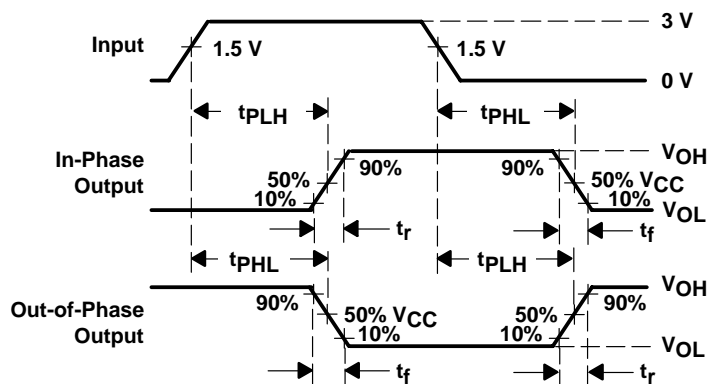 3 V
Input
1.5 V
1.5 V
0 V
tPLH
tPHL
In-Phase
Output
VOH
90%
90%
50%
50% VCC
10%
10%
VOL
tr
tf
tPHL
tPLH
Out-of-Phase
Output
VOH
90%
90%
50% VCC
50%
10%
10%
VOL
tf
tr